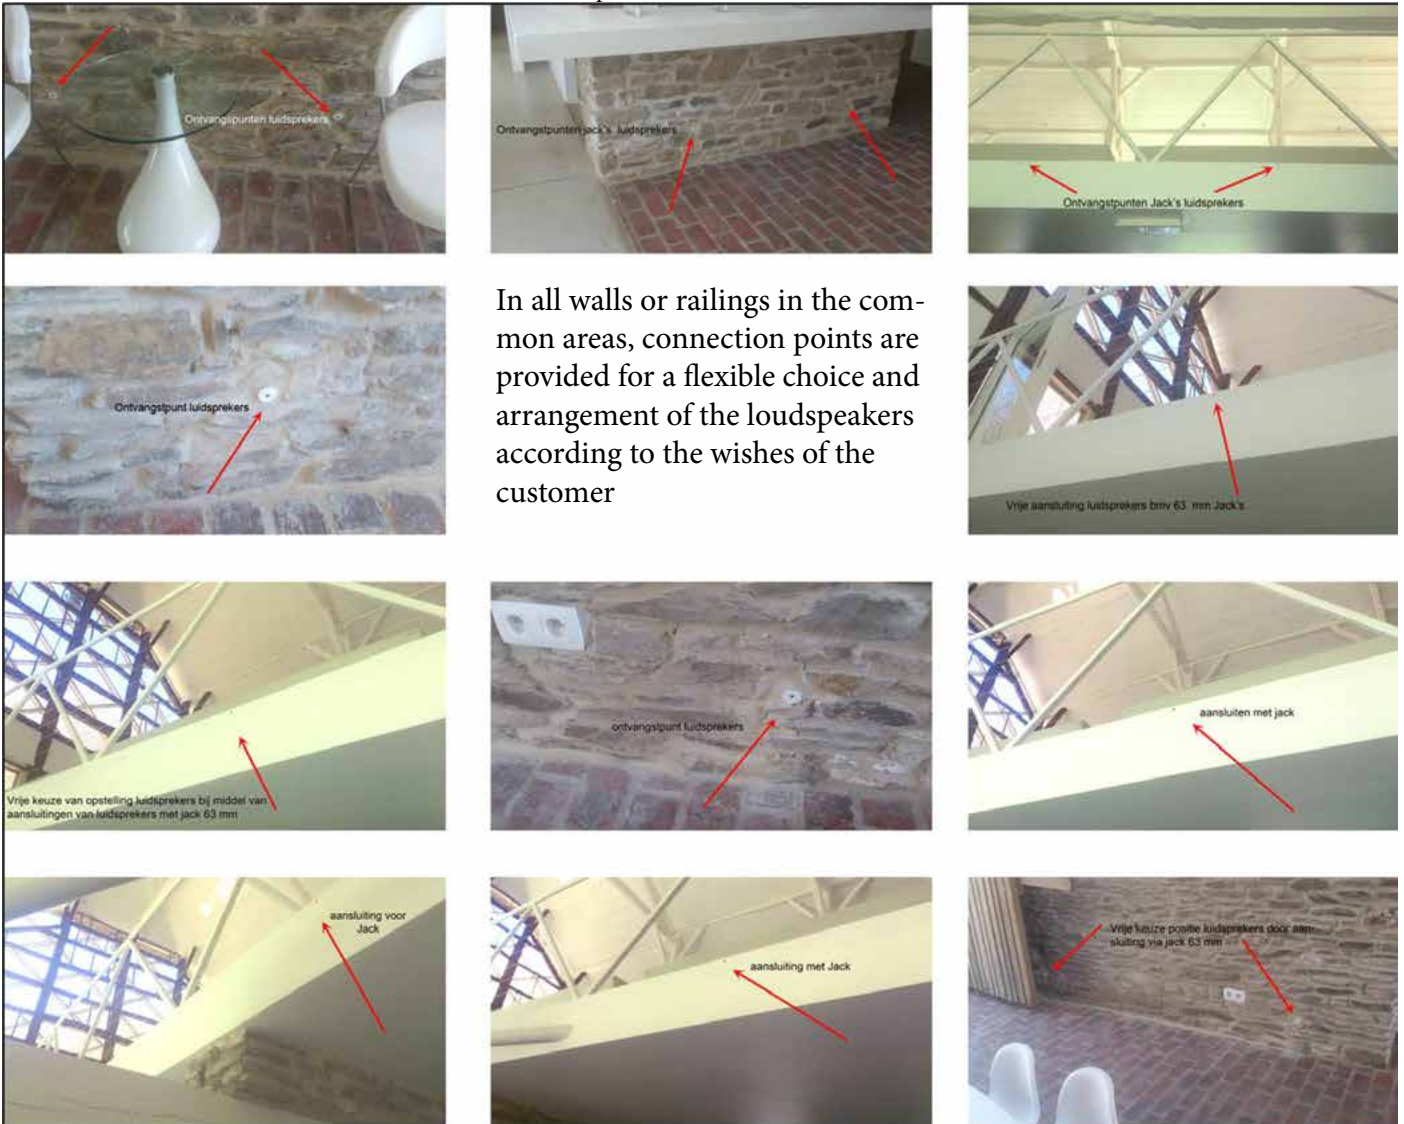 Ontvangstpunten luidsprekers
Ontvangstpunten jack's luidsprekers
Ontvangstpunten Jack's luidsprekers
Ontvangstpunt luidsprekers
In all walls or railings in the com-
mon areas, connection points are
provided for a flexible choice and
arrangement of the loudspeakers
according to the wishes of the
customer
Vrije aansluiting luidsprekers bmv 63 mm Jack's
Vrije keuze van opstelling luidsprekers bij middel van
aansluitingen van luidsprekers met jack 63 mm
ontvangstpunt luidsprekers
aansluiten met jack
aansluiting voor
Jack
aansluiting met Jack
Vrije keuze positie luidsprekers door aan-
sluiting via jack 63 mm